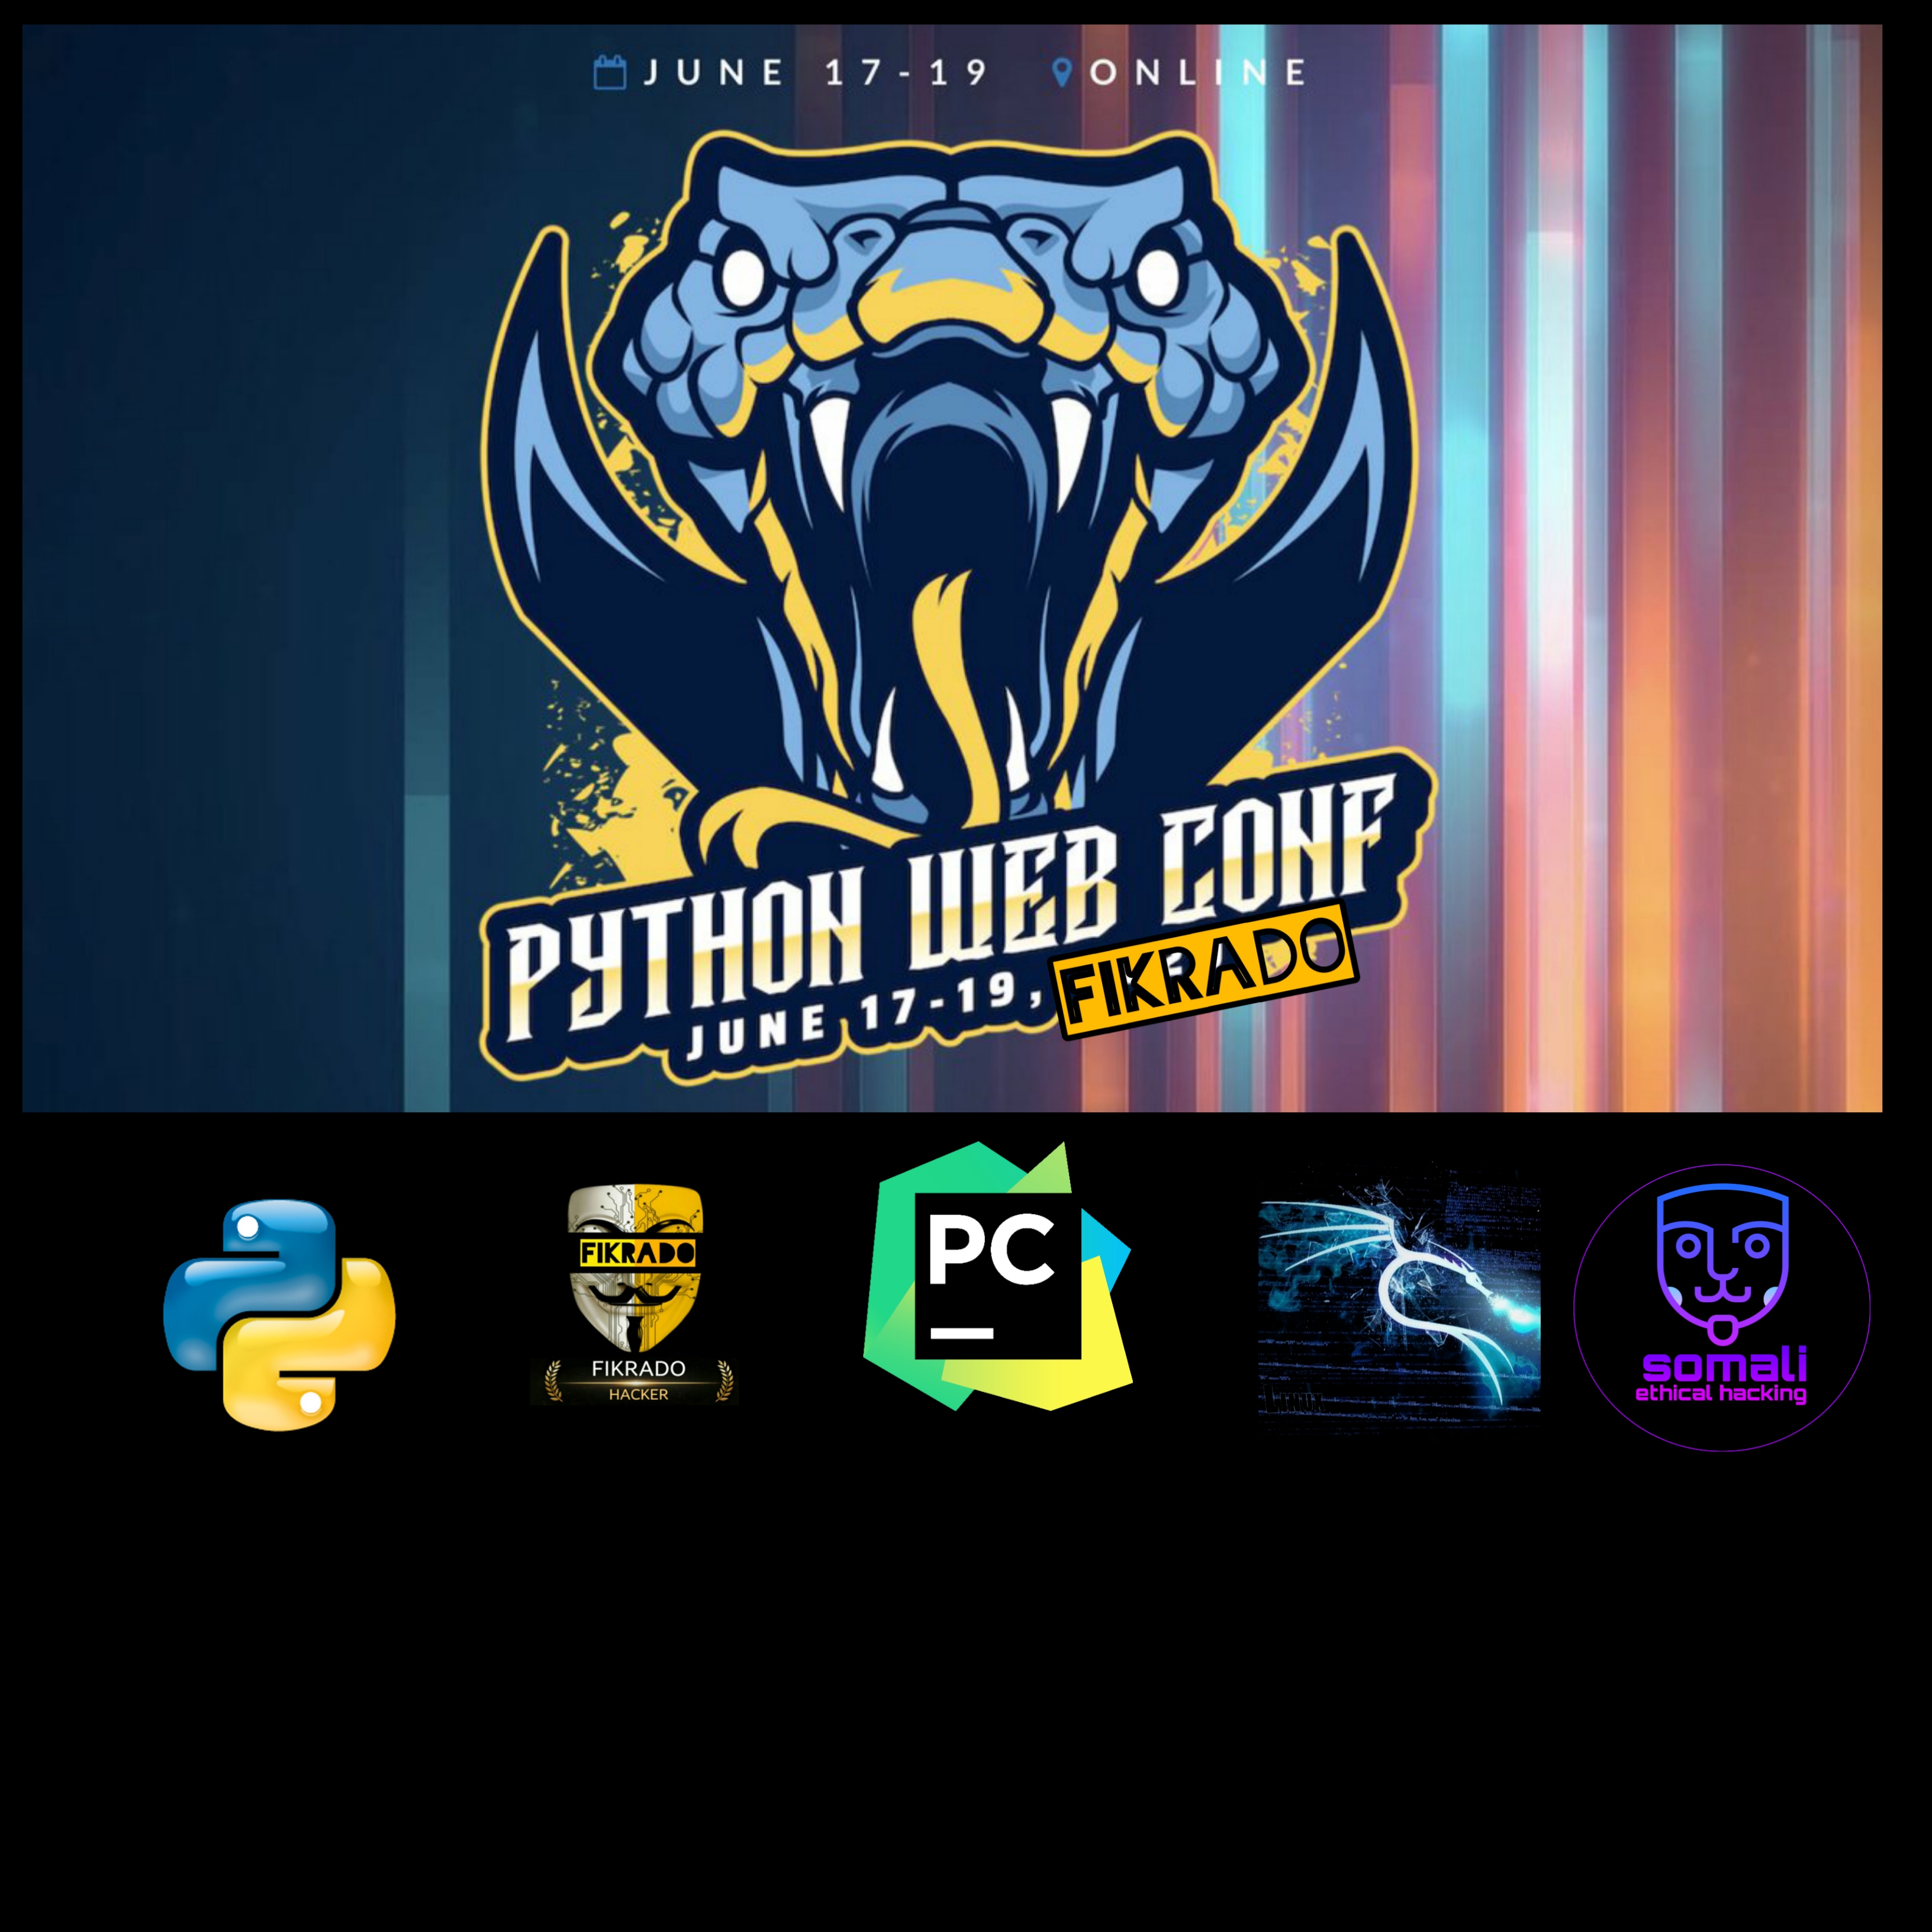 JUNE 17-19 ONLINE
PYTHON WEB CONF
JUNE 17-19,
FIKRADO
FIKRADO
FIKRADO
HACKER
PC
somali
ethical hacking